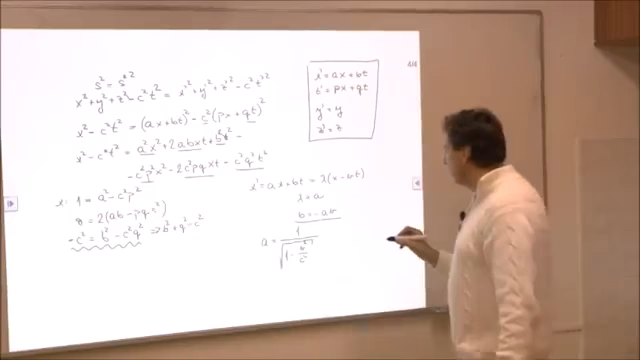 s² = s'²
x² + y² + z² - c²t² = x'² + y'² + z'² - c²t'²
x² - c²t² = (ax + bt)² - c²(px + qt)²
x² - c²t² = a²x² + 2abxt + b²t² -
- c²p²x² - 2c²pqxt - c²q²t²
x: 1 = a² - c²p²
0 = 2(ab - pqc²)
- c² = b² - c²q² ⇒ b² + q² - c²
x' = ax + bt
t' = px + qt
y' = y
z' = z
x' = ax + bt = λ(x - vt)
λ = a
b = -av
a = 1/√(1 - v²/c²)